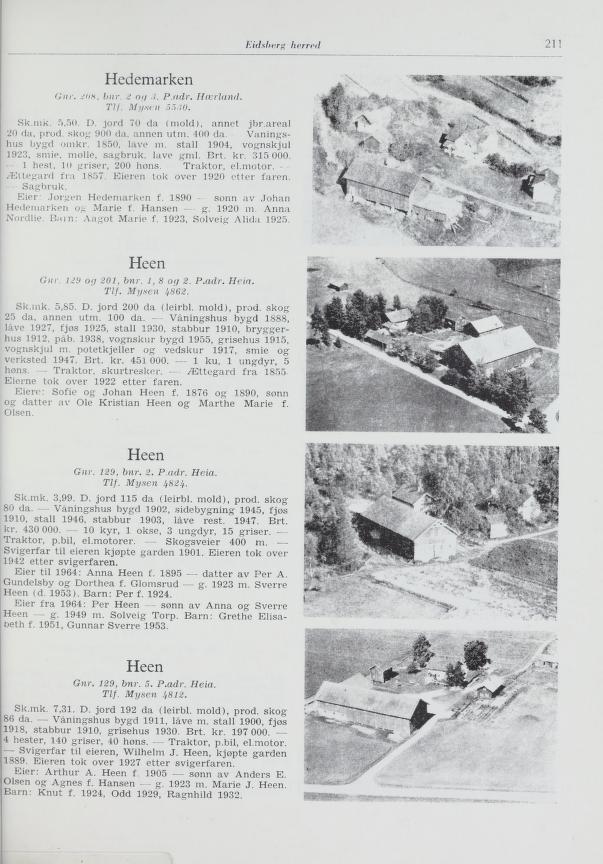 Eidsberg herred
211
Hedemarken
Gnr. 208, bnr. 2 og 3. P.adr. Hærland.
Tlf. Mysen 5530.
Sk.mk. 5,50. D. jord 70 da (mold), annet jbr.areal
20 da, prod. skog 900 da. annen utm. 400 da. Vånings-
hus bygd omkr. 1850, låve m. stall 1904, vognskjul
1923, smie, mølle, sagbruk, låve gml. Brt. kr. 315 000.
— 1 hest, 10 griser, 200 høns. — Traktor, el.motor. —
Ættegard fra 1857. Eieren tok over 1920 etter faren.
— Sagbruk.
Eier: Jørgen Hedemarken f. 1890 — sønn av Johan
Hedemarken og Marie f. Hansen — g. 1920 m. Anna
Nordlie. Barn: Aagot Marie f. 1923, Solveig Alida 1925.
Heen
Gnr. 129 og 201, bnr. 1, 8 og 2. P.adr. Heia.
Tlf. Mysen 4862.
Sk.mk. 5,85. D. jord 200 da (leirbl. mold), prod. skog
25 da, annen utm. 100 da. — Våningshus bygd 1888,
låve 1927, fjøs 1925, stall 1930, stabbur 1910, brygger-
hus 1912, påb. 1938, vognskur bygd 1955, grisehus 1915,
vognskjul m. potetkjeller og vedskur 1917, smie og
verksted 1947. Brt. kr. 451 000. — 1 ku, 1 ungdyr, 5
høns. — Traktor, skurtresker. — Ættegard fra 1855.
Eierne tok over 1922 etter faren.
Eiere: Sofie og Johan Heen f. 1876 og 1890, sønn
og datter av Ole Kristian Heen og Marthe Marie f.
Olsen.
Heen
Gnr. 129, bnr. 2. P.adr. Heia.
Tlf. Mysen 4824.
Sk.mk. 3,99. D. jord 115 da (leirbl. mold), prod. skog
80 da. — Våningshus bygd 1902, sidebygning 1945, fjøs
1910, stall 1946, stabbur 1903, låve rest. 1947. Brt.
kr. 430 000. — 10 kyr, 1 okse, 3 ungdyr, 15 griser. —
Traktor, p.bil, el.motorer. — Skogsveier 400 m. —
Svigerfar til eieren kjøpte garden 1901. Eieren tok over
1942 etter svigerfaren.
Eier til 1964: Anna Heen f. 1895 — datter av Per A.
Gundelsby og Dorthea f. Glomsrud — g. 1923 m. Sverre
Heen (d. 1953). Barn: Per f. 1924.
Eier fra 1964: Per Heen — sønn av Anna og Sverre
Heen — g. 1949 m. Solveig Torp. Barn: Grethe Elisa-
beth f. 1951, Gunnar Sverre 1953.
Heen
Gnr. 129, bnr. 5. P.adr. Heia.
Tlf. Mysen 4812.
Sk.mk. 7,31. D. jord 192 da (leirbl. mold), prod. skog
86 da. — Våningshus bygd 1911, låve m. stall 1900, fjøs
1918, stabbur 1910, grisehus 1930. Brt. kr. 197 000. —
4 hester, 140 griser, 40 høns. — Traktor, p.bil, el.motor.
— Svigerfar til eieren, Wilhelm J. Heen, kjøpte garden
1889. Eieren tok over 1927 etter svigerfaren.
Eier: Arthur A. Heen f. 1905 — sønn av Anders E.
Olsen og Agnes f. Hansen — g. 1923 m. Marie J. Heen.
Barn: Knut f. 1924, Odd 1929, Ragnhild 1932.